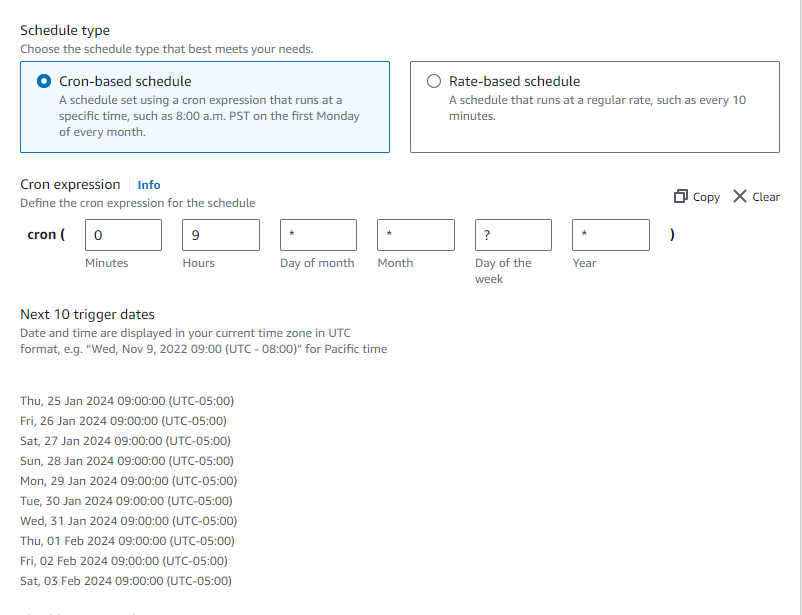 Schedule type
Choose the schedule type that best meets your needs.
Cron-based schedule
A schedule set using a cron expression that runs at a
specific time, such as 8:00 a.m. PST on the first Monday
of every month.
Rate-based schedule
A schedule that runs at a regular rate, such as every 10
minutes.
Cron expression Info
Define the cron expression for the schedule
Copy Clear
cron ( 0 9 * * ? * )
Minutes Hours Day of month Month Day of the Year
week
Next 10 trigger dates
Date and time are displayed in your current time zone in UTC
format, e.g. “Wed, Nov 9, 2022 09:00 (UTC - 08:00)” for Pacific time
Thu, 25 Jan 2024 09:00:00 (UTC-05:00)
Fri, 26 Jan 2024 09:00:00 (UTC-05:00)
Sat, 27 Jan 2024 09:00:00 (UTC-05:00)
Sun, 28 Jan 2024 09:00:00 (UTC-05:00)
Mon, 29 Jan 2024 09:00:00 (UTC-05:00)
Tue, 30 Jan 2024 09:00:00 (UTC-05:00)
Wed, 31 Jan 2024 09:00:00 (UTC-05:00)
Thu, 01 Feb 2024 09:00:00 (UTC-05:00)
Fri, 02 Feb 2024 09:00:00 (UTC-05:00)
Sat, 03 Feb 2024 09:00:00 (UTC-05:00)